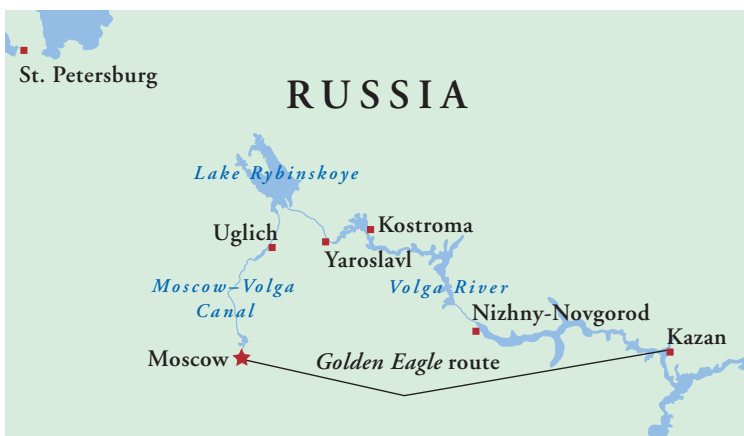 St. Petersburg
RUSSIA
Lake Rybinskoye
Uglich
Kostroma
Yaroslavl
Moscow–Volga
Canal
Volga River
Nizhny-Novgorod
Kazan
Moscow
Golden Eagle route